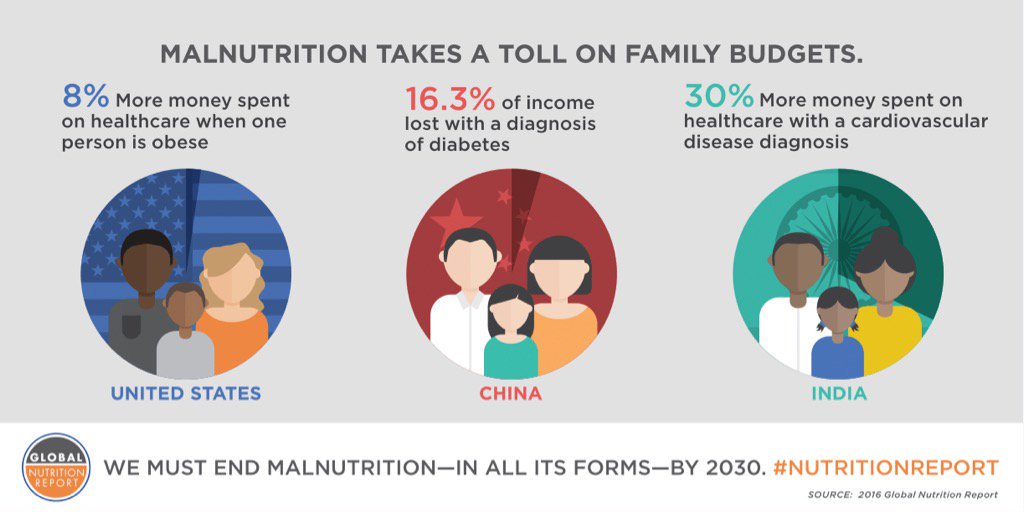 MALNUTRITION TAKES A TOLL ON FAMILY BUDGETS.
8% More money spent
on healthcare when one
person is obese
16.3% of income
lost with a diagnosis
of diabetes
30% More money spent on
healthcare with a cardiovascular
disease diagnosis
UNITED STATES
CHINA
INDIA
GLOBAL
NUTRITION
REPORT
WE MUST END MALNUTRITION—IN ALL ITS FORMS—BY 2030. #NUTRITIONREPORT
SOURCE: 2016 Global Nutrition Report